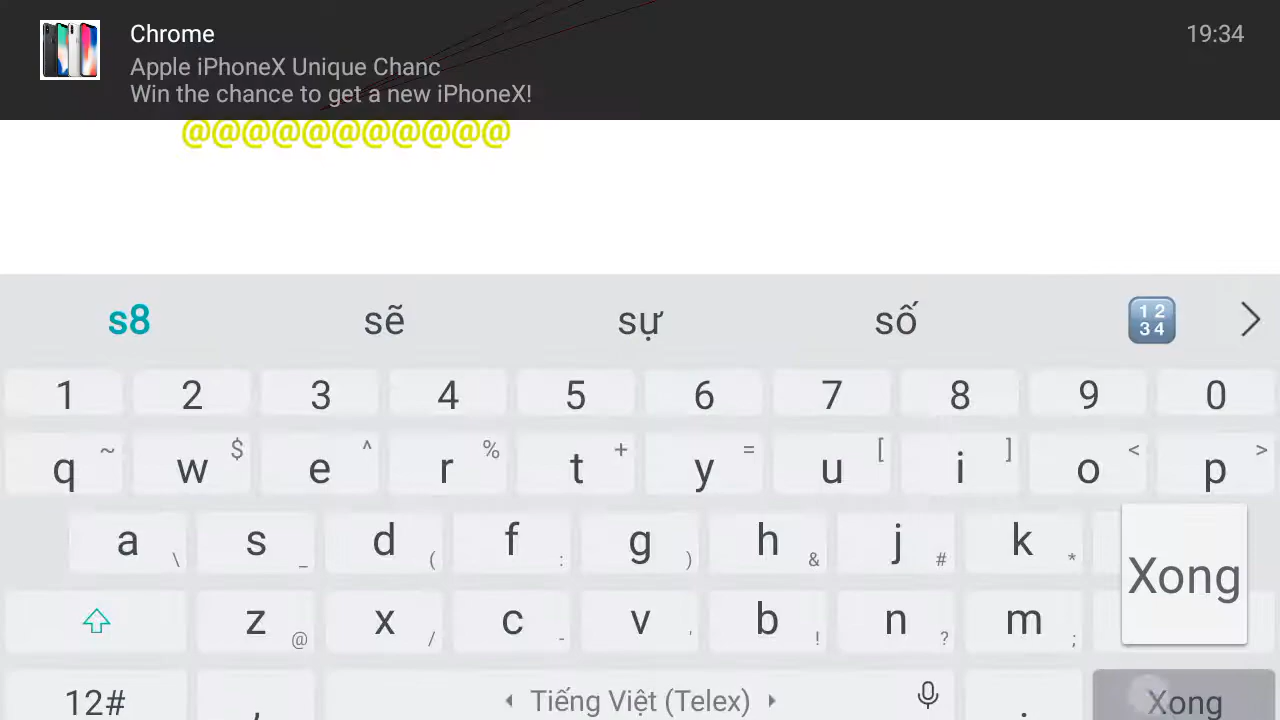 Chrome 19:34
Apple iPhoneX Unique Chanc
Win the chance to get a new iPhoneX!
@@@@@@@@@@@
s8 sẽ sự số 1 2 3 4 >
1 2 3 4 5 6 7 8 9 0
q ~ w $ e ^ r % t + y = u [ i ] o < p >
a \ s _ d ( f : g ) h & j # k * Xong
z @ x / c - v ' b ! n ? m ;
12# , Tiếng Việt (Telex) . Xong